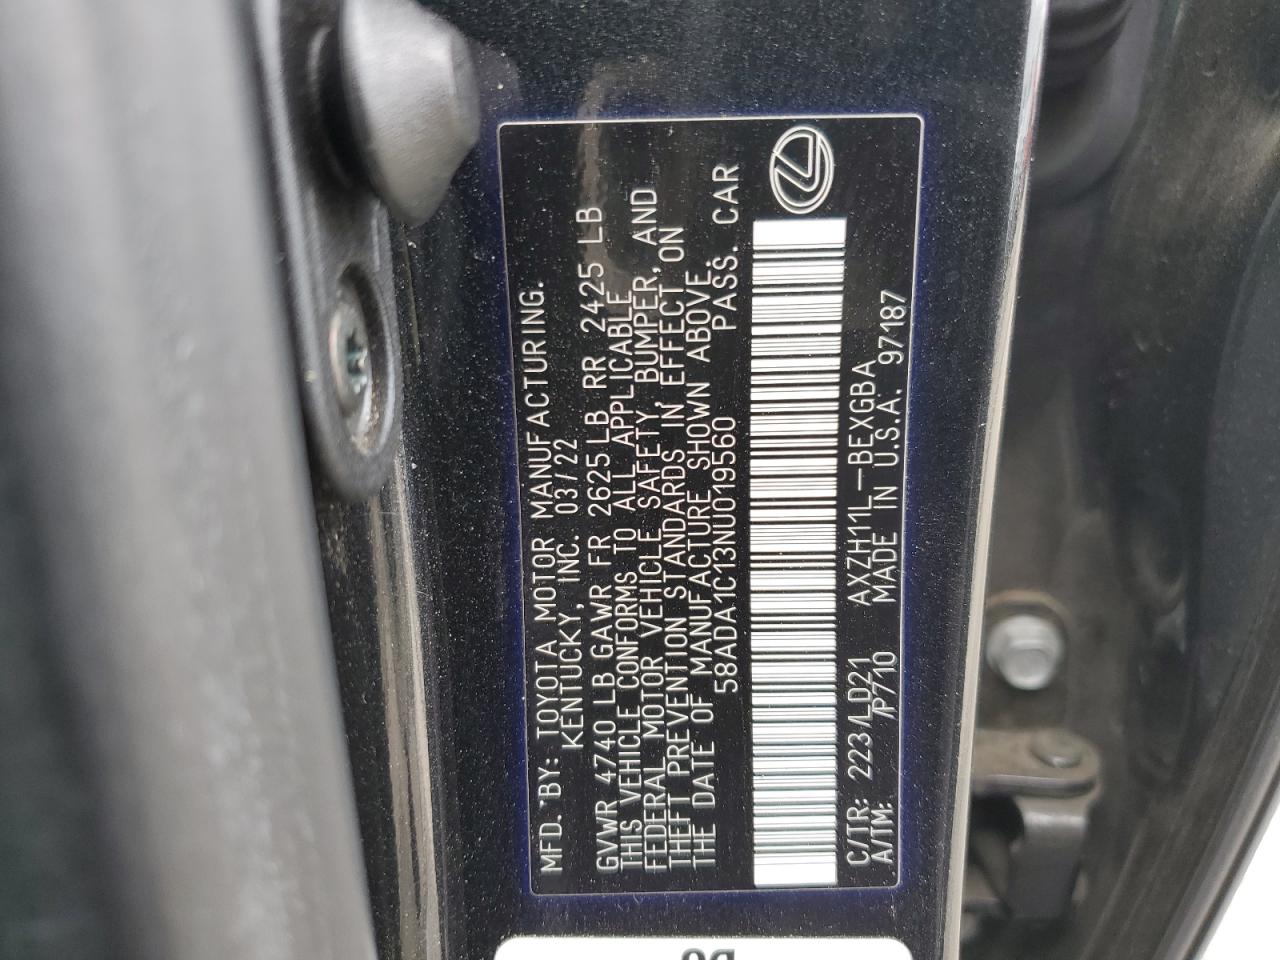 MFD. BY: TOYOTA MOTOR MANUFACTURING.
KENTUCKY, INC. 03/22
GVWR 4740 LB GAWR FR 2625 LB RR 2425 LB
THIS VEHICLE CONFORMS TO ALL APPLICABLE
FEDERAL MOTOR VEHICLE SAFETY, BUMPER, AND
THEFT PREVENTION STANDARDS IN EFFECT ON
THE DATE OF MANUFACTURE SHOWN ABOVE.
58ADA1C13NU019560 PASS. CAR
C/TR: 223/LD21 AXZH11L-BEXGBA
A/TM: /P710 MADE IN U.S.A. 97187